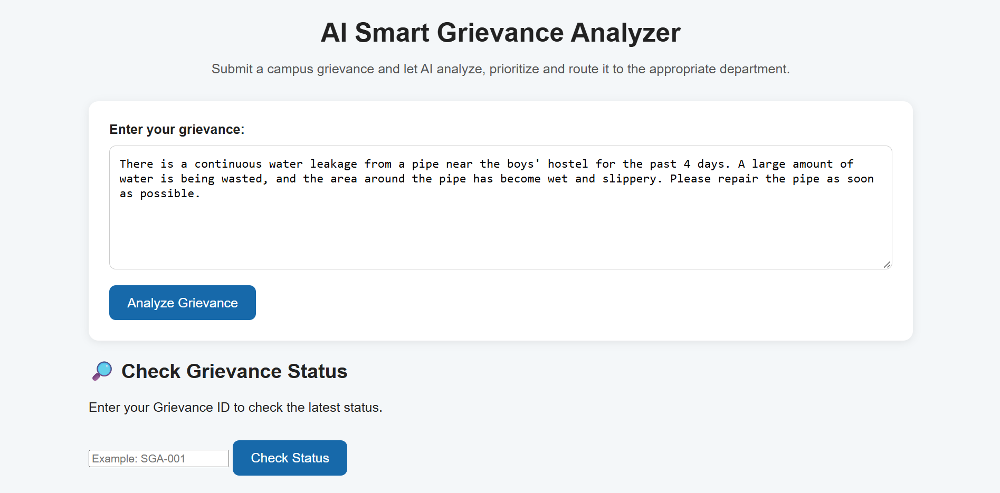 AI Smart Grievance Analyzer
Submit a campus grievance and let AI analyze, prioritize and route it to the appropriate department.
Enter your grievance:
There is a continuous water leakage from a pipe near the boys' hostel for the past 4 days. A large amount of
water is being wasted, and the area around the pipe has become wet and slippery. Please repair the pipe as soon
as possible.
Analyze Grievance
Check Grievance Status
Enter your Grievance ID to check the latest status.
Example: SGA-001
Check Status